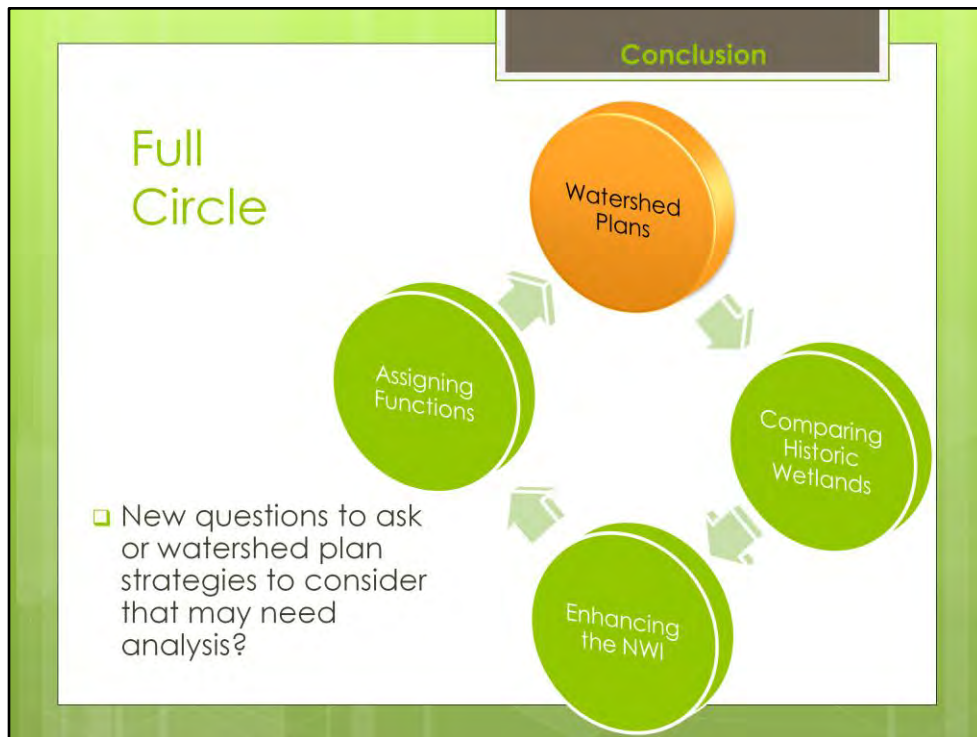 Conclusion
Full
Circle
Watershed
Plans
Assigning
Functions
Comparing
Historic
Wetlands
Enhancing
the NWI
New questions to ask
or watershed plan
strategies to consider
that may need
analysis?